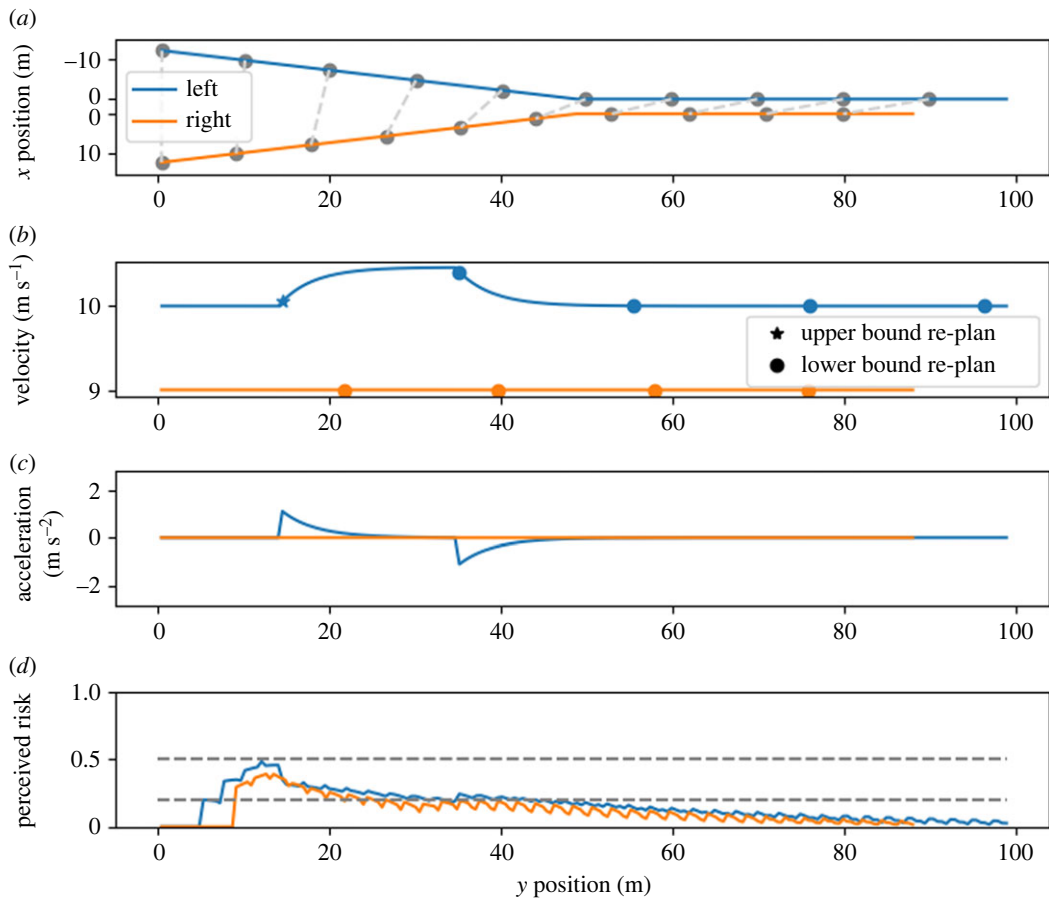 (a)
x position (m)
–10
0
0
10
left
right
0 20 40 60 80 100
(b)
velocity (m s⁻¹)
10
9
upper bound re-plan
lower bound re-plan
0 20 40 60 80 100
(c)
acceleration
(m s⁻²)
2
0
–2
0 20 40 60 80 100
(d)
perceived risk
1.0
0.5
0.2
0
0 20 40 60 80 100
y position (m)